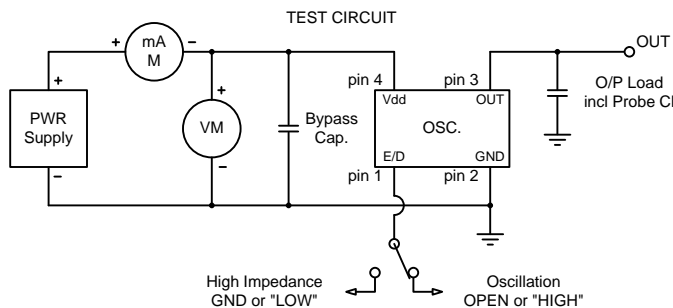 TEST CIRCUIT
+ mA M −
OUT
+ PWR Supply −
+ VM −
Bypass Cap.
pin 4
pin 3
Vdd
OUT
OSC.
E/D
GND
pin 1
pin 2
O/P Load
incl Probe
High Impedance
GND or "LOW"
Oscillation
OPEN or "HIGH"